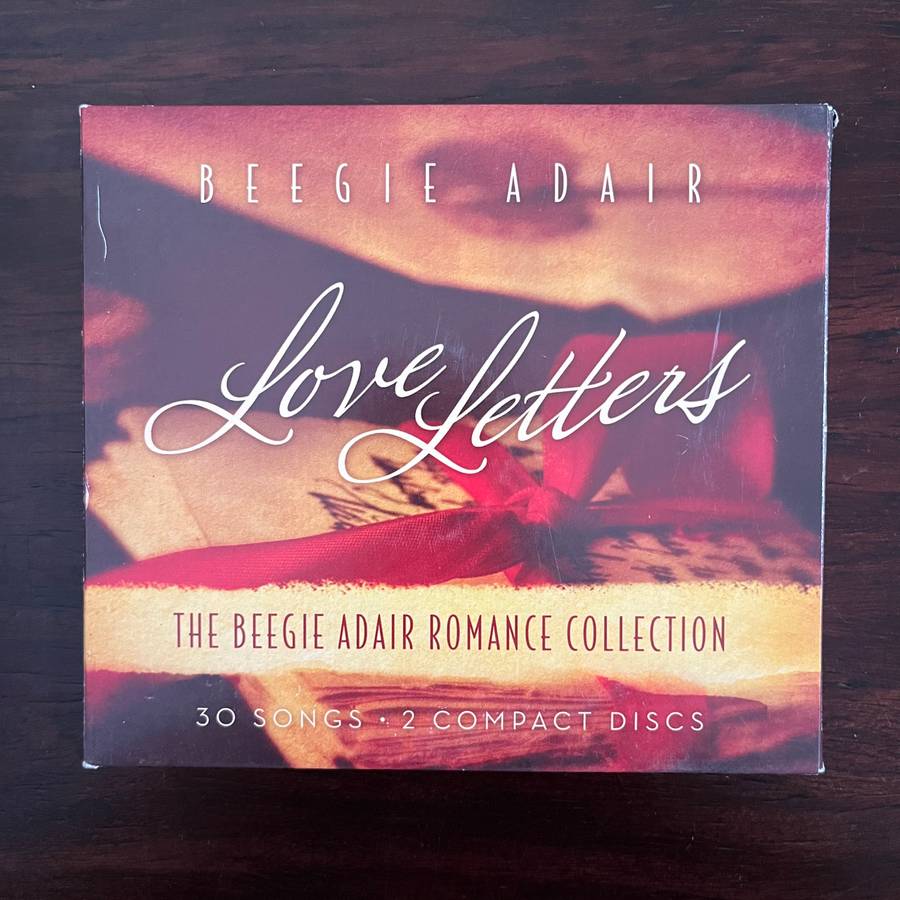 BEEGIE ADAIR
Love Letters
THE BEEGIE ADAIR ROMANCE COLLECTION
30 SONGS • 2 COMPACT DISCS